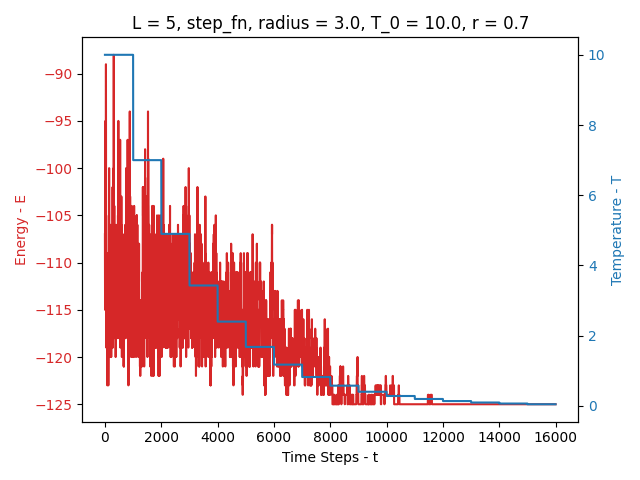 L = 5, step_fn, radius = 3.0, T_0 = 10.0, r = 0.7
Energy - E
−90
−95
−100
−105
−110
−115
−120
−125
10
8
6
4
2
0
Temperature - T
0 2000 4000 6000 8000 10000 12000 14000 16000
Time Steps - t